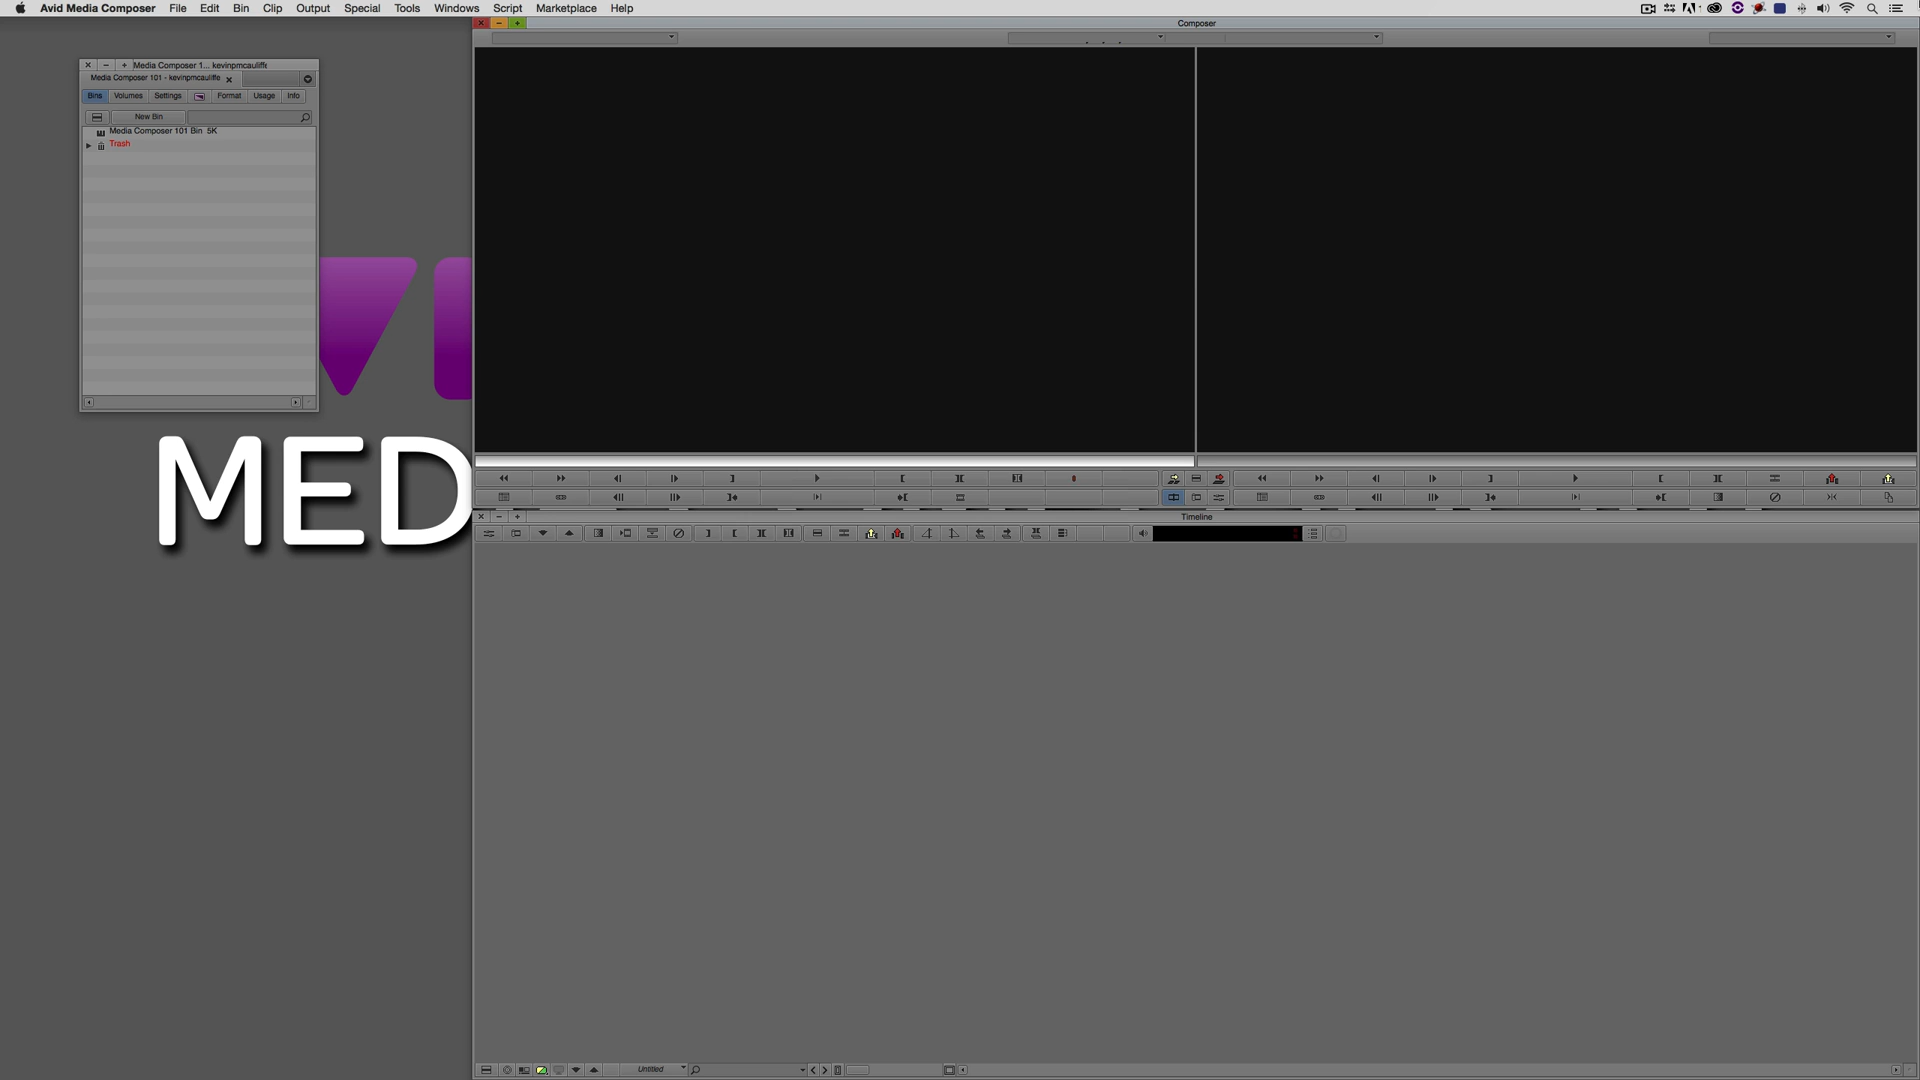 Avid Media Composer File Edit Bin Clip Output Special Tools Windows Script Marketplace Help
Composer
Media Composer 1... kevinpmcauliffe
Media Composer 101 - kevinpmcauliffe
Bins Volumes Settings Format Usage Info
New Bin
Media Composer 101 Bin 5K
Trash
MED
Timeline
Untitled